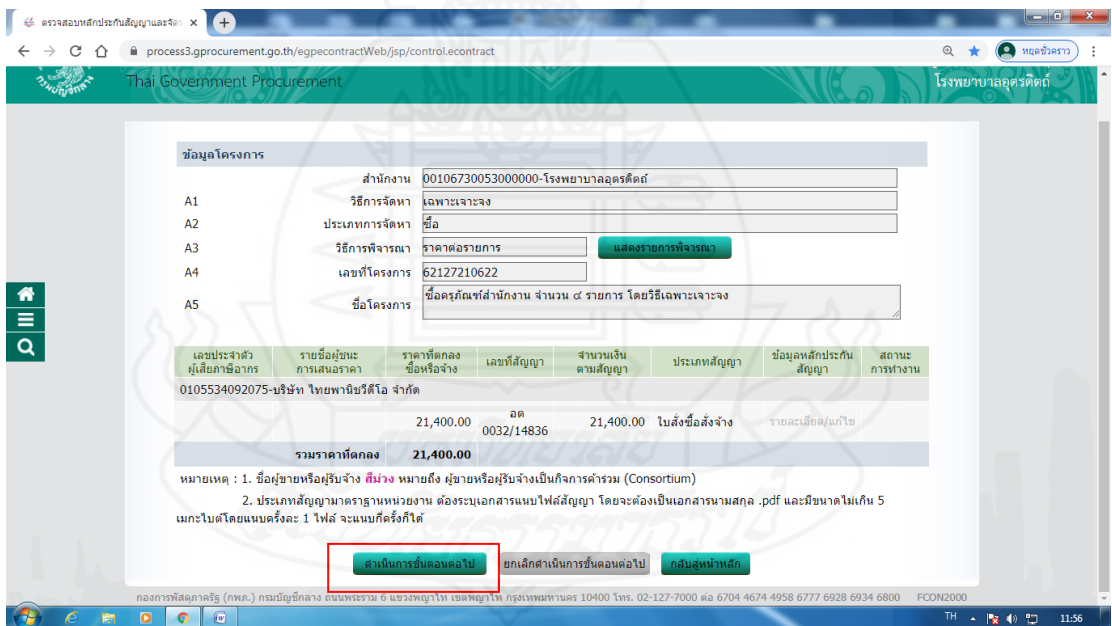 ตรวจสอบหลักประกันสัญญาและจัด
process3.gprocurement.go.th/egpecontractWeb/jsp/control.econtract
หยุดชั่วคราว
Thai Government Procurement
โรงพยาบาลอุตรดิตถ์
ข้อมูลโครงการ
สำนักงาน 00106730053000000-โรงพยาบาลอุตรดิตถ์
A1 วิธีการจัดหา เฉพาะเจาะจง
A2 ประเภทการจัดหา ซื้อ
A3 วิธีการพิจารณา ราคาต่อรายการ แสดงรายการพิจารณา
A4 เลขที่โครงการ 62127210622
A5 ชื่อโครงการ ซื้อครุภัณฑ์สำนักงาน จำนวน ๔ รายการ โดยวิธีเฉพาะเจาะจง
เลขประจำตัว รายชื่อผู้ชนะ ราคาที่ตกลง เลขที่สัญญา จำนวนเงิน ประเภทสัญญา ข้อมูลหลักประกัน สถานะ
ผู้เสียภาษีอากร การเสนอราคา ซื้อหรือจ้าง ตามสัญญา สัญญา การทำงาน
0105534092075-บริษัท ไทยพานิชวีดีโอ จำกัด
21,400.00 อต 0032/14836 21,400.00 ใบสั่งซื้อสั่งจ้าง รายละเอียด/แก้ไข
รวมราคาที่ตกลง 21,400.00
หมายเหตุ : 1. ชื่อผู้ขายหรือผู้รับจ้าง สีม่วง หมายถึง ผู้ขายหรือผู้รับจ้างเป็นกิจการค้าร่วม (Consortium)
2. ประเภทสัญญามาตราฐานหน่วยงาน ต้องระบุเอกสารแนบไฟล์สัญญา โดยจะต้องเป็นเอกสารนามสกุล .pdf และมีขนาดไม่เกิน 5
เมกะไบต์โดยแนบครั้งละ 1 ไฟล์ จะแนบกี่ครั้งก็ได้
ดำเนินการขั้นตอนต่อไป ยกเลิกดำเนินการขั้นตอนต่อไป กลับสู่หน้าหลัก
กองการพัสดุภาครัฐ (กพภ.) กรมบัญชีกลาง ถนนพระราม 6 แขวงพญาไท เขตพญาไท กรุงเทพมหานคร 10400 โทร. 02-127-7000 ต่อ 6704 4674 4958 6777 6928 6934 6800 FCON2000
TH 11:56